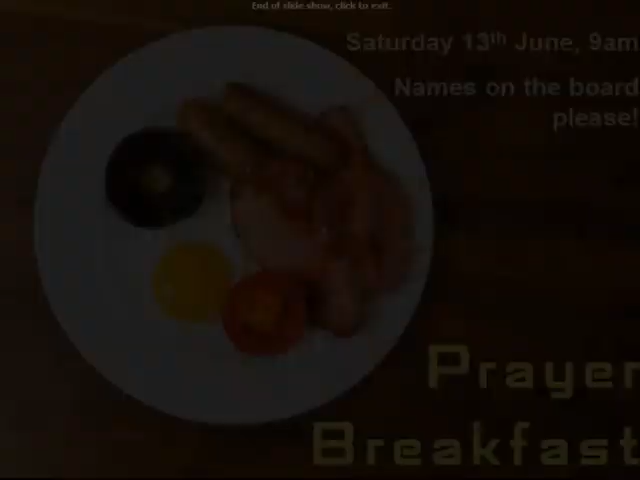 End of slide show, click to exit.
Saturday 13th June, 9am
Names on the board
please!
Prayer
Breakfast